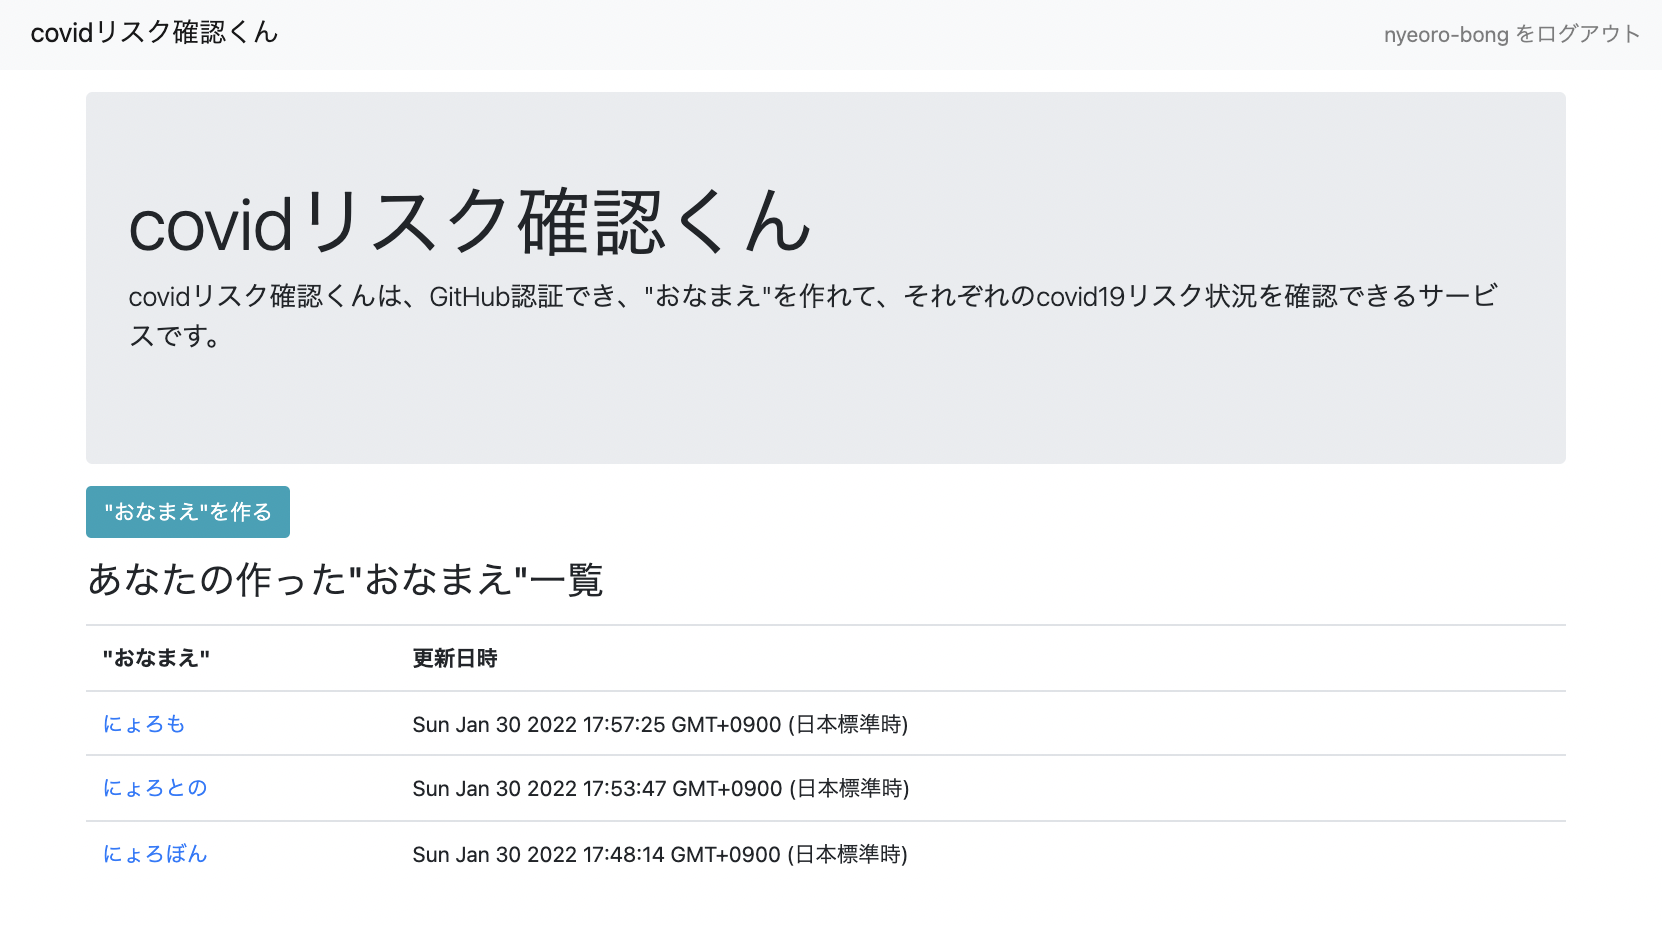 covidリスク確認くん
nyeoro-bong をログアウト
covidリスク確認くん
covidリスク確認くんは、GitHub認証でき、"おなまえ"を作れて、それぞれのcovid19リスク状況を確認できるサービ
スです。
"おなまえ"を作る
あなたの作った"おなまえ"一覧
"おなまえ" 更新日時
にょろも Sun Jan 30 2022 17:57:25 GMT+0900 (日本標準時)
にょろとの Sun Jan 30 2022 17:53:47 GMT+0900 (日本標準時)
にょろぼん Sun Jan 30 2022 17:48:14 GMT+0900 (日本標準時)